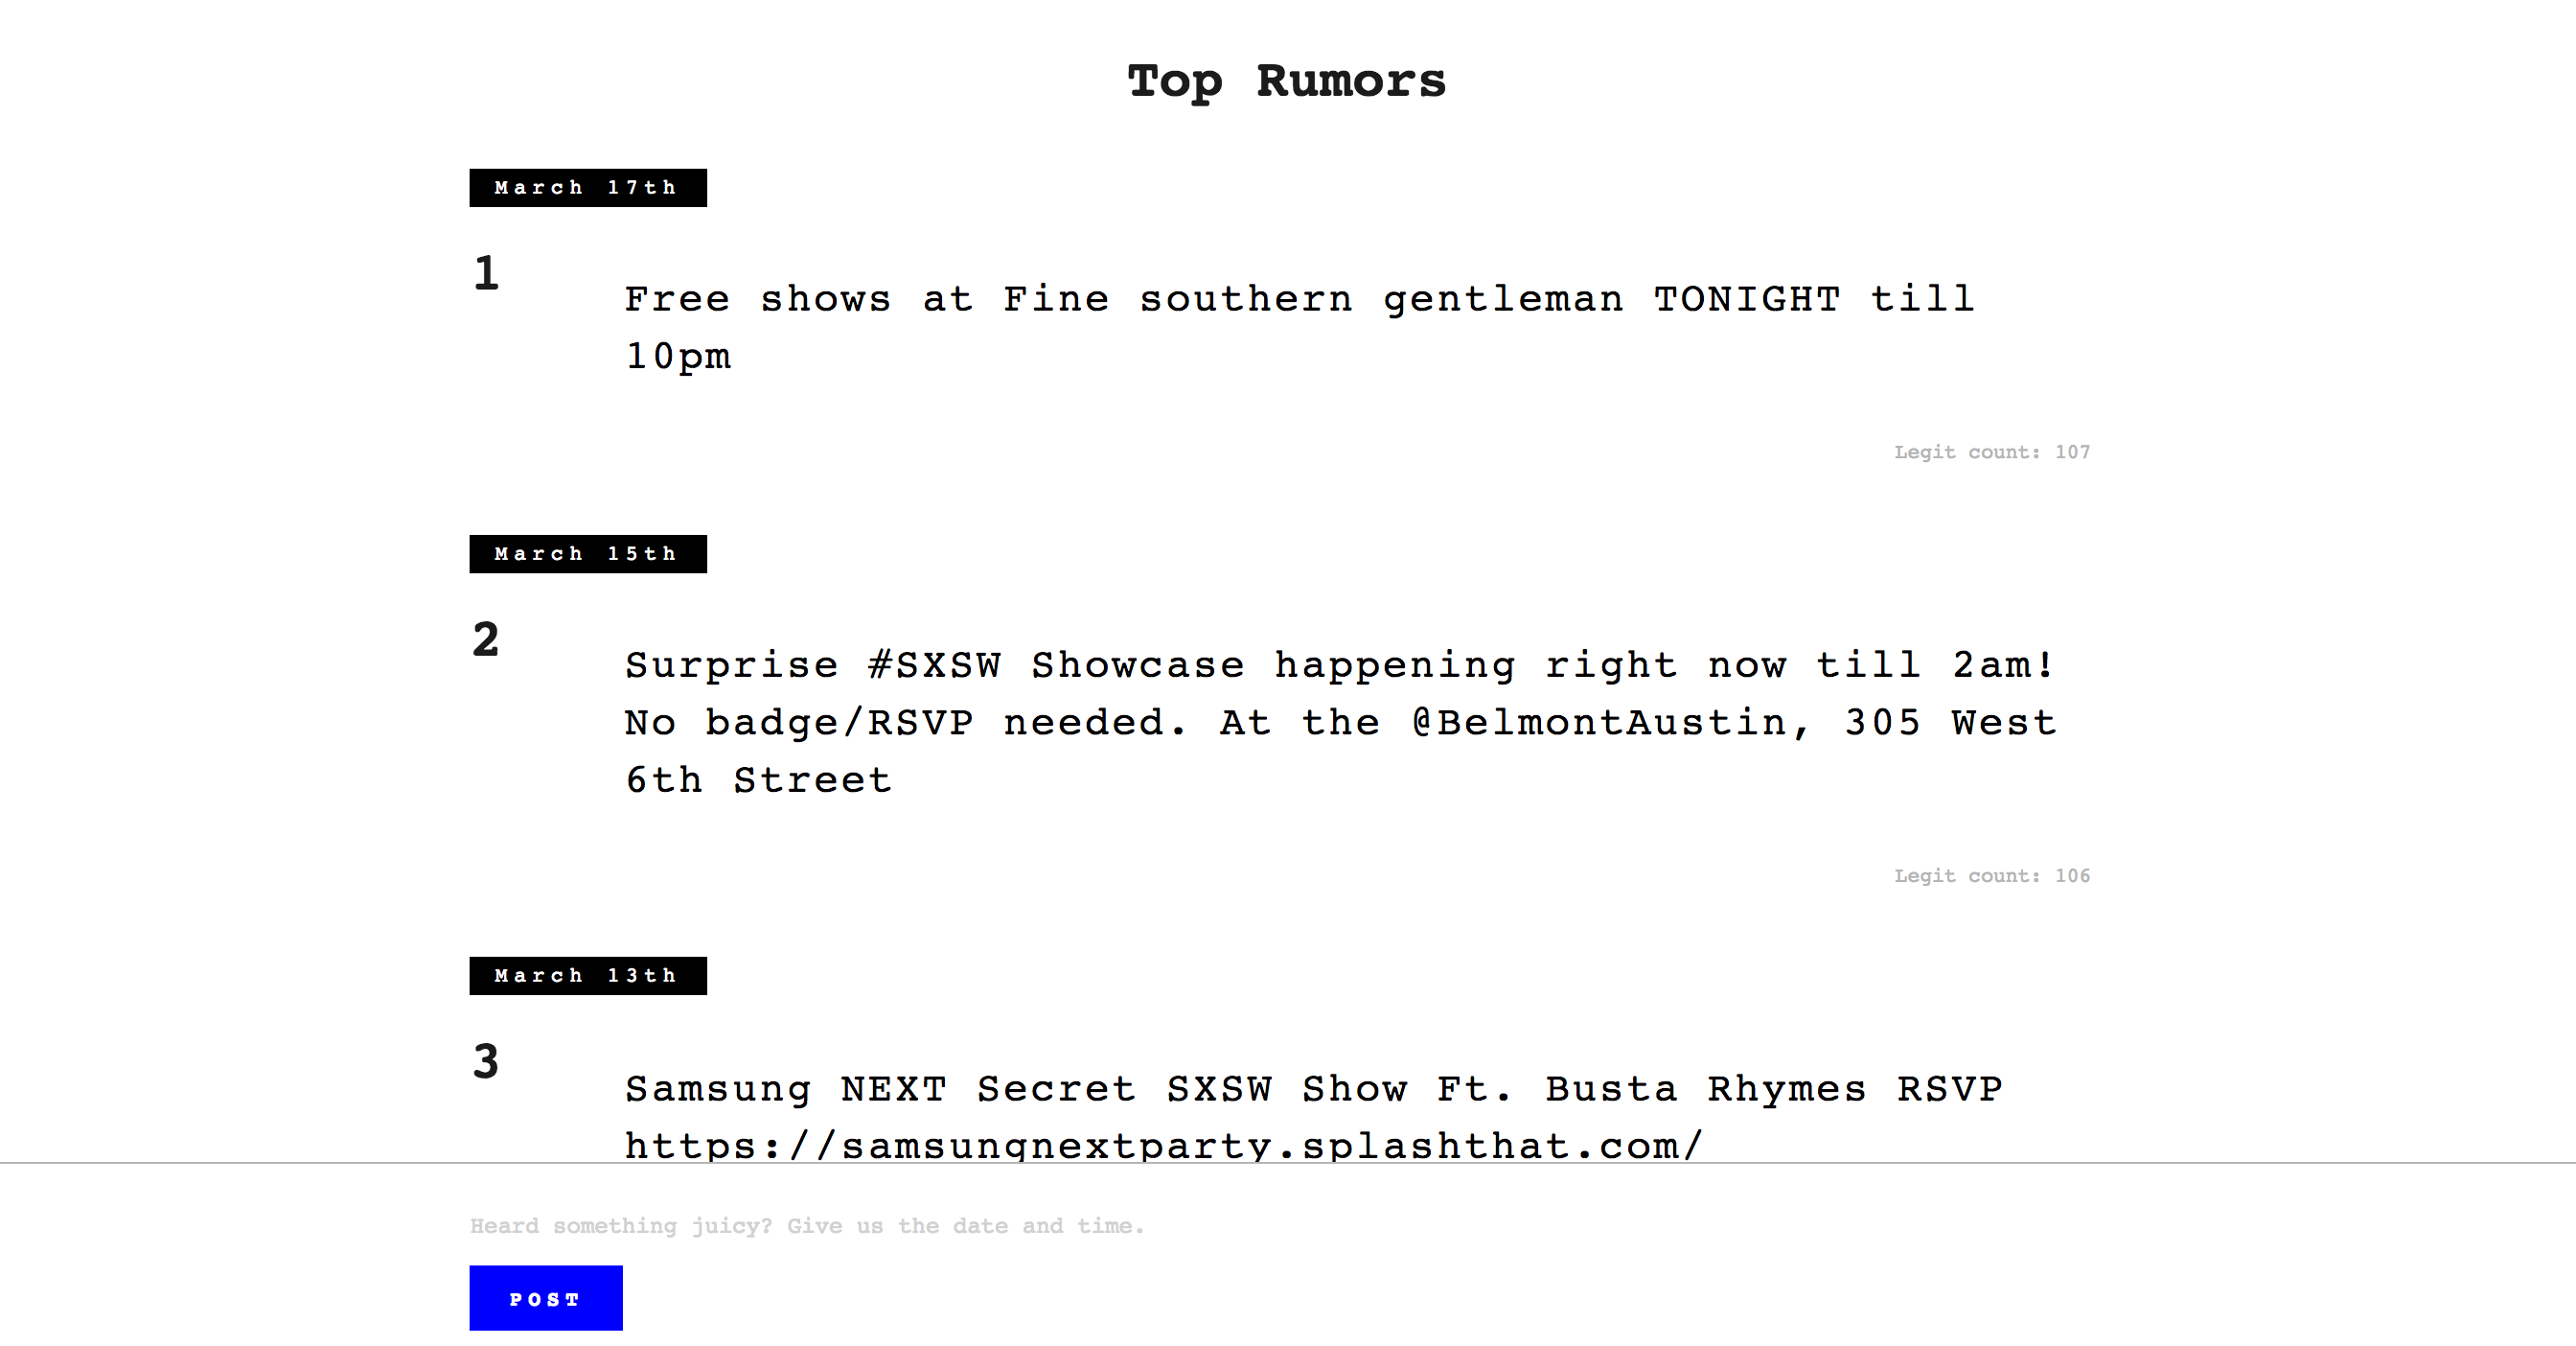 Top Rumors
March 17th
1
Free shows at Fine southern gentleman TONIGHT till
10pm
Legit count: 107
March 15th
2
Surprise #SXSW Showcase happening right now till 2am!
No badge/RSVP needed. At the @BelmontAustin, 305 West
6th Street
Legit count: 106
March 13th
3
Samsung NEXT Secret SXSW Show Ft. Busta Rhymes RSVP
https://samsungnextparty.splashthat.com/
Heard something juicy? Give us the date and time.
POST